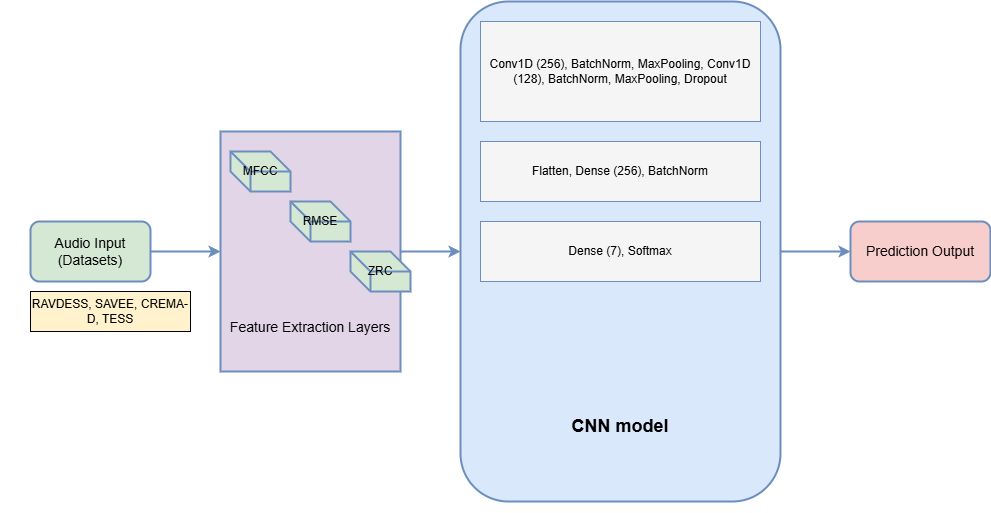 Audio Input
(Datasets)
RAVDESS, SAVEE, CREMA-
D, TESS
MFCC
RMSE
ZRC
Feature Extraction Layers
Conv1D (256), BatchNorm, MaxPooling, Conv1D
(128), BatchNorm, MaxPooling, Dropout
Flatten, Dense (256), BatchNorm
Dense (7), Softmax
CNN model
Prediction Output